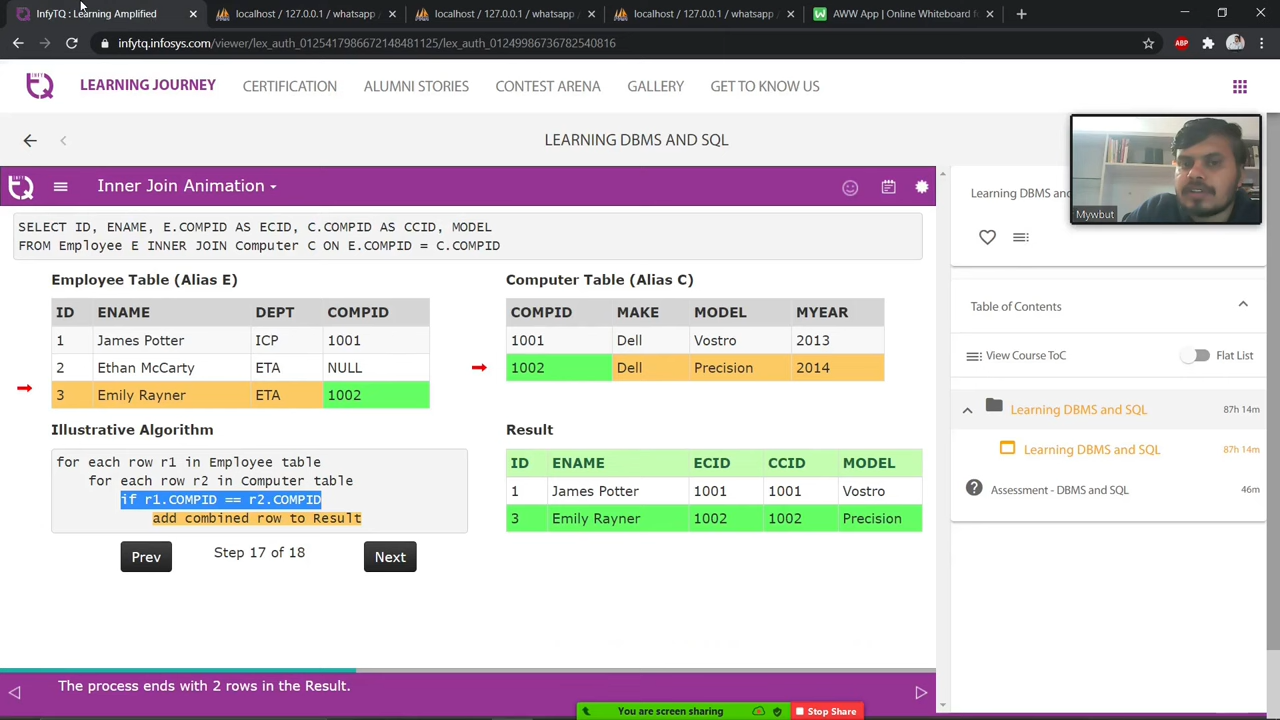 InfyTQ : Learning Amplified
localhost / 127.0.0.1 / whatsapp
localhost / 127.0.0.1 / whatsapp
localhost / 127.0.0.1 / whatsapp
AWW App | Online Whiteboard f
infytq.infosys.com/viewer/lex_auth_012541798667214848​1125/lex_auth_01249986736782540816
ABP
LEARNING JOURNEY
CERTIFICATION
ALUMNI STORIES
CONTEST ARENA
GALLERY
GET TO KNOW US
LEARNING DBMS AND SQL
Inner Join Animation
SELECT ID, ENAME, E.COMPID AS ECID, C.COMPID AS CCID, MODEL
FROM Employee E INNER JOIN Computer C ON E.COMPID = C.COMPID
Employee Table (Alias E)
ID ENAME DEPT COMPID
1 James Potter ICP 1001
2 Ethan McCarty ETA NULL
3 Emily Rayner ETA 1002
Computer Table (Alias C)
COMPID MAKE MODEL MYEAR
1001 Dell Vostro 2013
1002 Dell Precision 2014
Illustrative Algorithm
for each row r1 in Employee table
for each row r2 in Computer table
if r1.COMPID == r2.COMPID
add combined row to Result
Result
ID ENAME ECID CCID MODEL
1 James Potter 1001 1001 Vostro
3 Emily Rayner 1002 1002 Precision
Prev
Step 17 of 18
Next
The process ends with 2 rows in the Result.
Learning DBMS an
Mywbut
Table of Contents
View Course ToC
Flat List
Learning DBMS and SQL 87h 14m
Learning DBMS and SQL 87h 14m
Assessment - DBMS and SQL 46m
You are screen sharing
Stop Share